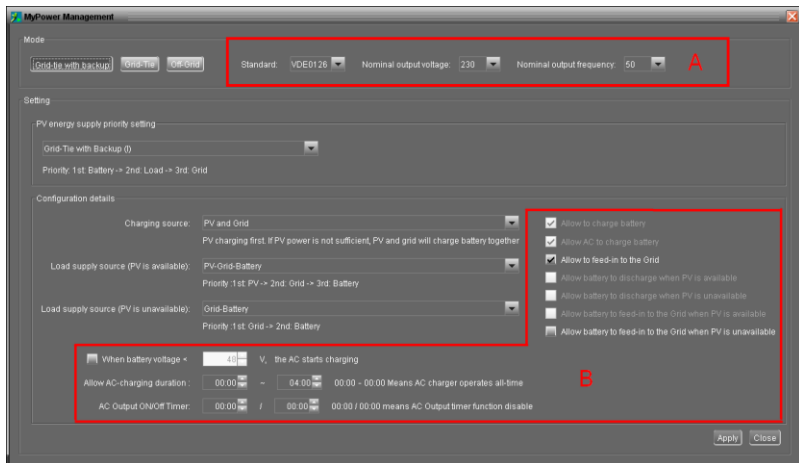 MyPower Management
Mode
Grid-tie with backup Grid-Tie Off-Grid Standard: VDE0126 Nominal output voltage: 230 Nominal output frequency: 50 A
Setting
PV energy supply priority setting
Grid-Tie with Backup (I)
Priority: 1st: Battery -> 2nd: Load -> 3rd: Grid
Configuration details
Charging source: PV and Grid
PV charging first. If PV power is not sufficient, PV and grid will charge battery together
Load supply source (PV is available): PV-Grid-Battery
Priority :1st: PV -> 2nd: Grid -> 3rd: Battery
Load supply source (PV is unavailable): Grid-Battery
Priority :1st: Grid -> 2nd: Battery
Allow to charge battery
Allow AC to charge battery
Allow to feed-in to the Grid
Allow battery to discharge when PV is available
Allow battery to discharge when PV is unavailable
Allow battery to feed-in to the Grid when PV is available
Allow battery to feed-in to the Grid when PV is unavailable
When battery voltage < 48 V, the AC starts charging
Allow AC-charging duration : 00:00 – 04:00 00:00 - 00:00 Means AC charger operates all-time
AC Output ON/Off Timer: 00:00 / 00:00 00:00 / 00:00 means AC Output timer function disable
B
Apply Close